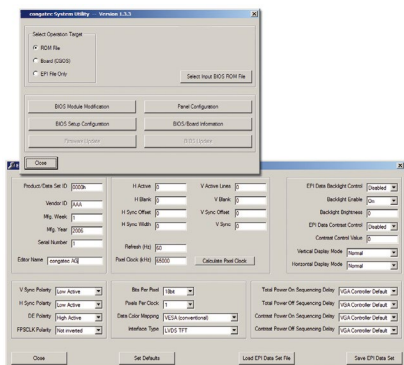 congatec System Utility - Version 1.3.3
Select Operation Target
ROM File
Board (CGOS)
EPI File Only
Select Input BIOS ROM File
BIOS Module Modification
Panel Configuration
BIOS Setup Configuration
BIOS/Board Information
Firmware Update
BIOS Update
Close
Product/Data Set ID 0000h
Vendor ID AAA
Mfg. Week 1
Mfg. Year 2006
Serial Number 1
Editor Name congatec AG
H Active 0
V Active Lines 0
H Blank 0
V Blank 0
H Sync Offset 0
V Sync Offset 0
H Sync Width 0
V Sync 0
Refresh (Hz) 60
Pixel Clock (kHz) 65000
Calculate Pixel Clock
EPI Data Backlight Control Disabled
Backlight Enable On
Backlight Brightness 0
EPI Data Contrast Control Disabled
Contrast Control Value 0
Vertical Display Mode Normal
Horizontal Display Mode Normal
V Sync Polarity Low Active
H Sync Polarity Low Active
DE Polarity High Active
FPSCLK Polarity Not inverted
Bits Per Pixel 18bit
Pixels Per Clock 1
Data Color Mapping VESA (conventional)
Interface Type LVDS TFT
Total Power On Sequencing Delay VGA Controller Default
Total Power Off Sequencing Delay VGA Controller Default
Contrast Power On Sequencing Delay VGA Controller Default
Contrast Power Off Sequencing Delay VGA Controller Default
Close
Set Defaults
Load EPI Data Set File
Save EPI Data Set